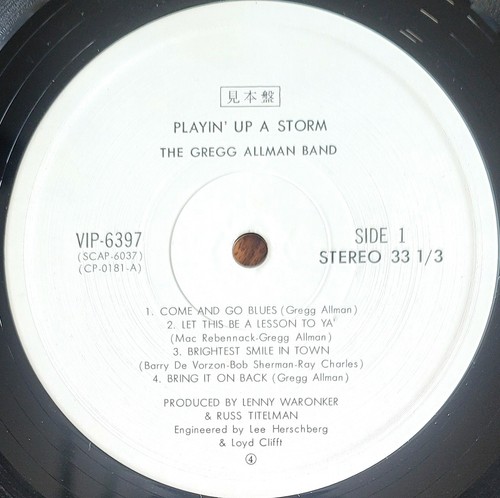 見本盤
PLAYIN' UP A STORM
THE GREGG ALLMAN BAND
VIP-6397
(SCAP-6037)
(CP-0181-A)
SIDE 1
STEREO 33 1/3
1. COME AND GO BLUES (Gregg Allman)
2. LET THIS BE A LESSON TO YA'
(Mac Rebennack-Gregg Allman)
3. BRIGHTEST SMILE IN TOWN
(Barry De Vorzon-Bob Sherman-Ray Charles)
4. BRING IT ON BACK (Gregg Allman)
PRODUCED BY LENNY WARONKER
& RUSS TITELMAN
Engineered by Lee Herschberg
& Loyd Clifft
④